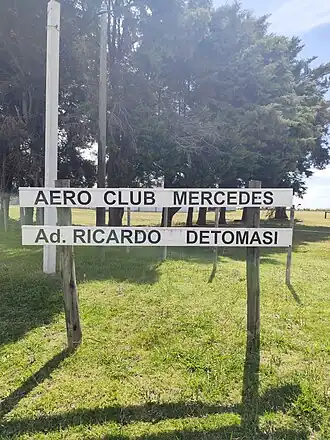 AERO CLUB MERCEDES
Ad. RICARDO DETOMASI